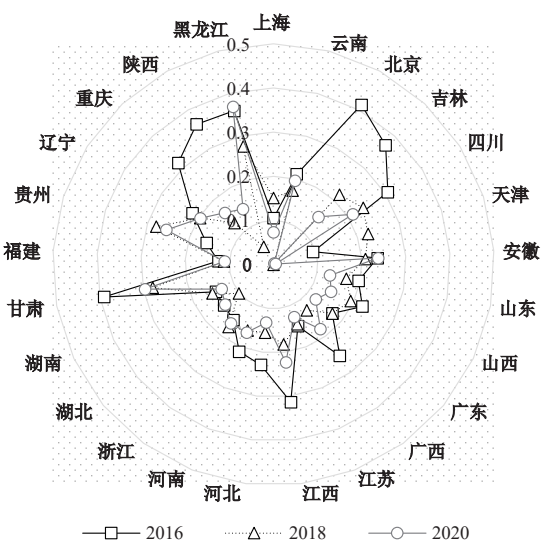 上海
黑龙江
云南
0.5
陕西
北京
0.4
重庆
吉林
0.3
辽宁
四川
0.2
贵州
天津
0.1
福建
0
安徽
甘肃
山东
湖南
山西
湖北
广东
浙江
广西
河南
江苏
河北
江西
2016 2018 2020